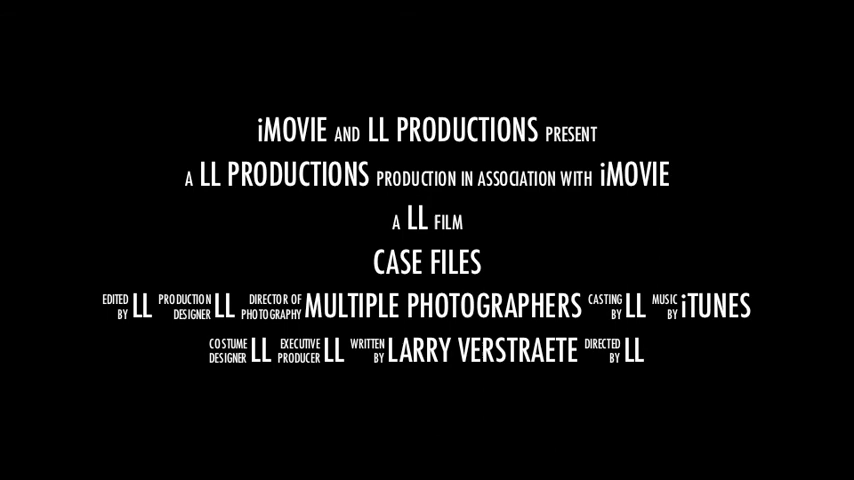 iMOVIE AND LL PRODUCTIONS PRESENT
A LL PRODUCTIONS PRODUCTION IN ASSOCIATION WITH iMOVIE
A LL FILM
CASE FILES
EDITED BY LL PRODUCTION DESIGNER LL DIRECTOR OF PHOTOGRAPHY MULTIPLE PHOTOGRAPHERS CASTING BY LL MUSIC BY iTUNES
COSTUME DESIGNER LL EXECUTIVE PRODUCER LL WRITTEN BY LARRY VERSTRAETE DIRECTED BY LL